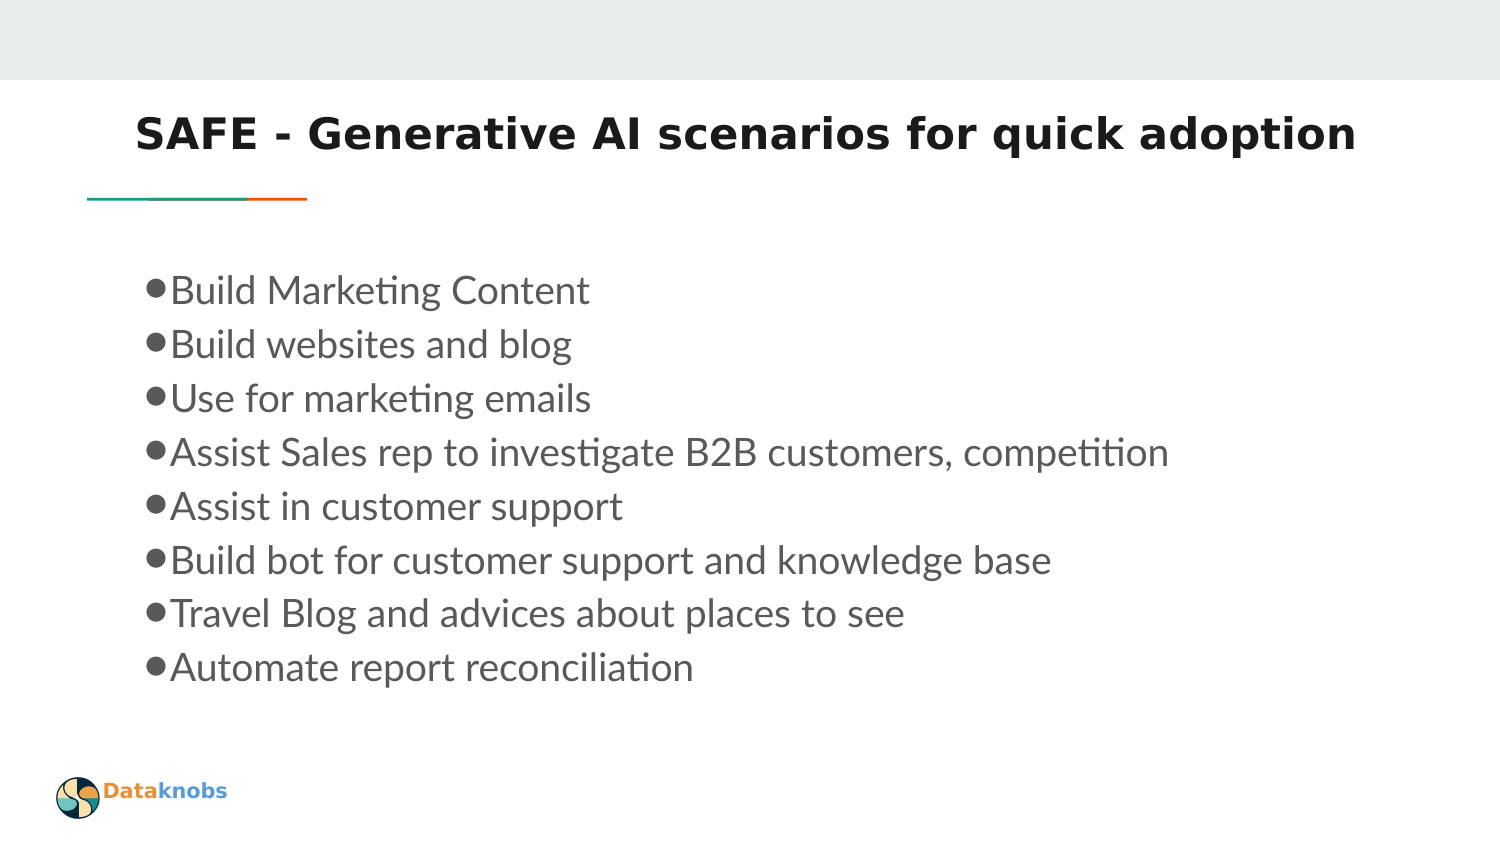 SAFE - Generative AI scenarios for quick adoption
●Build Marketing Content
●Build websites and blog
●Use for marketing emails
●Assist Sales rep to investigate B2B customers, competition
●Assist in customer support
●Build bot for customer support and knowledge base
●Travel Blog and advices about places to see
●Automate report reconciliation
Dataknobs